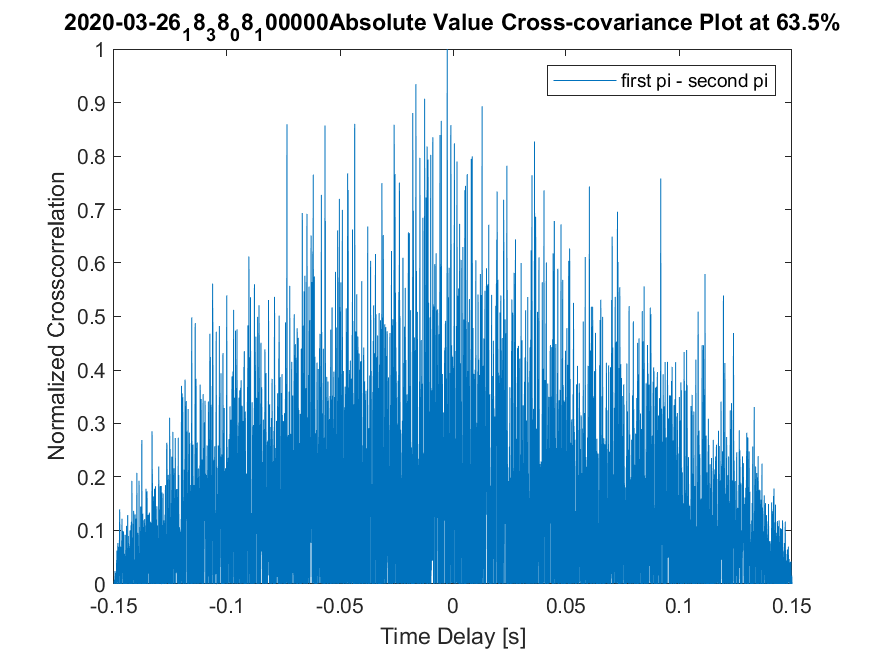 2020-03-26₁8₃8₀8₁00000Absolute Value Cross-covariance Plot at 63.5%
first pi - second pi
Normalized Crosscorrelation
1
0.9
0.8
0.7
0.6
0.5
0.4
0.3
0.2
0.1
0
-0.15 -0.1 -0.05 0 0.05 0.1 0.15
Time Delay [s]